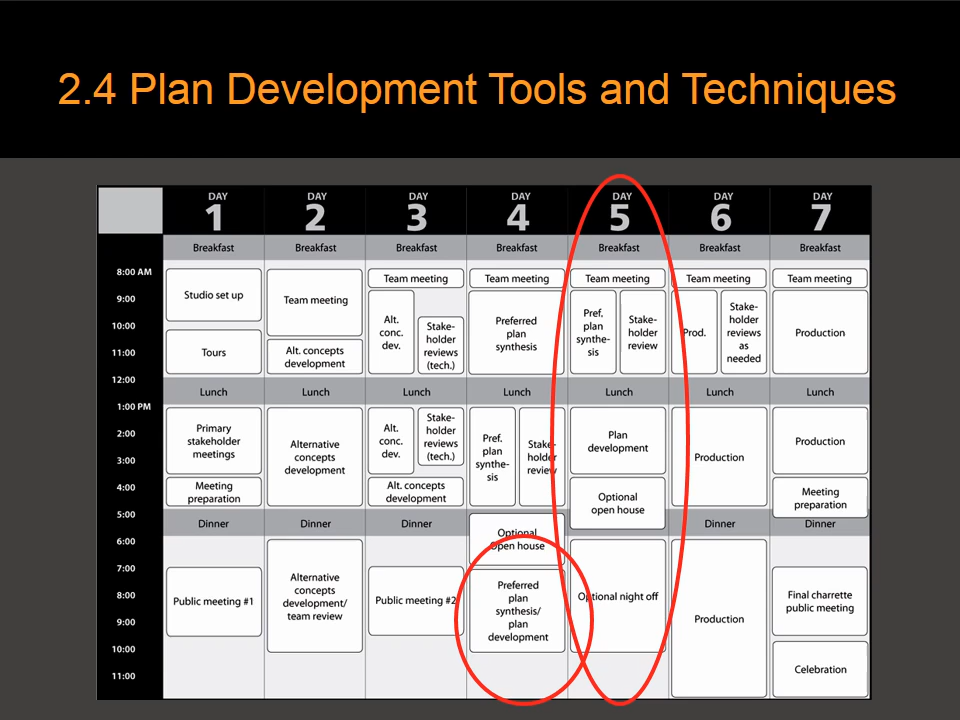 2.4 Plan Development Tools and Techniques
DAY DAY DAY DAY DAY DAY DAY
1 2 3 4 5 6 7
Breakfast Breakfast Breakfast Breakfast Breakfast Breakfast Breakfast
8:00 AM
9:00
10:00
11:00
12:00
1:00 PM
2:00
3:00
4:00
5:00
6:00
7:00
8:00
9:00
10:00
11:00
Studio set up
Tours
Lunch
Primary
stakeholder
meetings
Meeting
preparation
Dinner
Public meeting #1
Team meeting
Alt. concepts
development
Lunch
Alternative
concepts
development
Dinner
Alternative
concepts
development/
team review
Team meeting
Alt.
conc.
dev.
Stake-
holder
reviews
(tech.)
Lunch
Alt.
conc.
dev.
Stake-
holder
reviews
(tech.)
Alt. concepts
development
Dinner
Public meeting #2
Team meeting
Preferred
plan
synthesis
Lunch
Pref.
plan
synthe-
sis
Stake-
holder
review
Optional
Open house
Preferred
plan
synthesis/
plan
development
Team meeting
Pref.
plan
synthe-
sis
Stake-
holder
review
Lunch
Plan
development
Optional
open house
Optional night off
Team meeting
Prod.
Stake-
holder
reviews
as
needed
Lunch
Production
Dinner
Production
Team meeting
Production
Lunch
Production
Meeting
preparation
Dinner
Final charrette
public meeting
Celebration